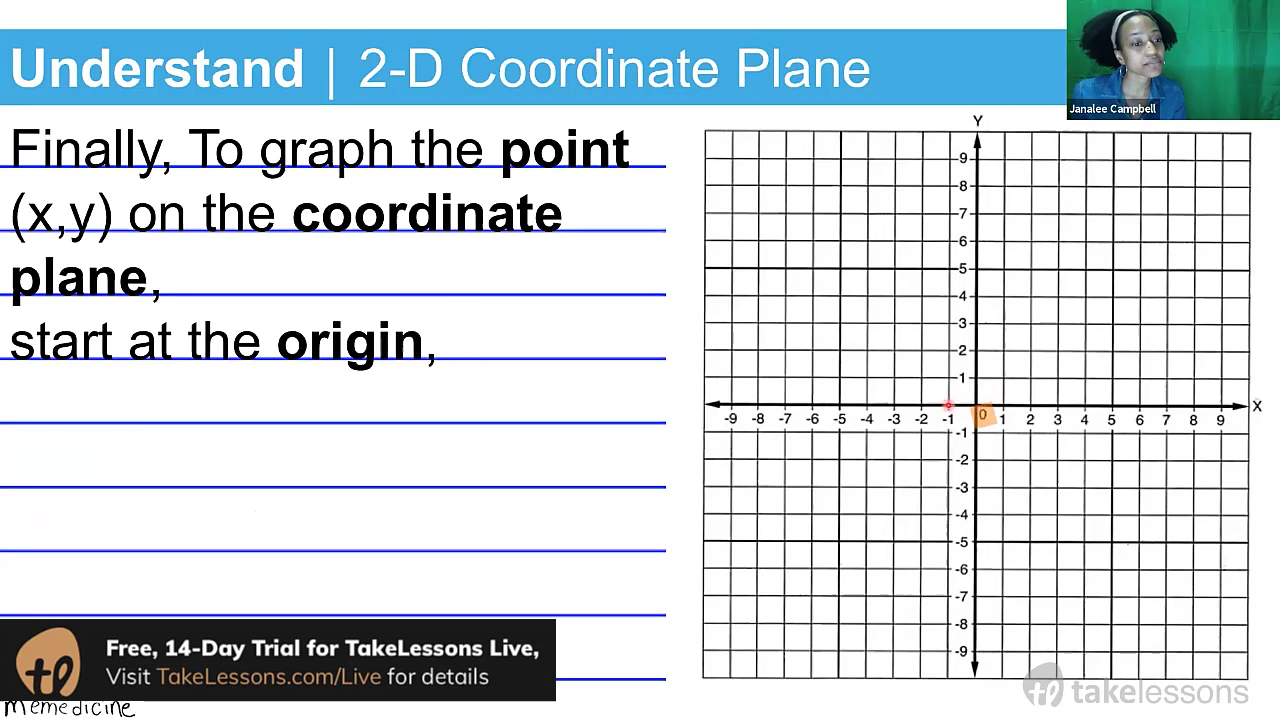 Understand | 2-D Coordinate Plane
Janalee Campbell
Finally, To graph the point
(x,y) on the coordinate
plane,
start at the origin,
Y
9
8
7
6
5
4
3
2
1
-9 -8 -7 -6 -5 -4 -3 -2 -1 0 1 2 3 4 5 6 7 8 9 X
-1
-2
-3
-4
-5
-6
-7
-8
-9
tl Free, 14-Day Trial for TakeLessons Live,
Visit TakeLessons.com/Live for details
memedicine
tl takelessons